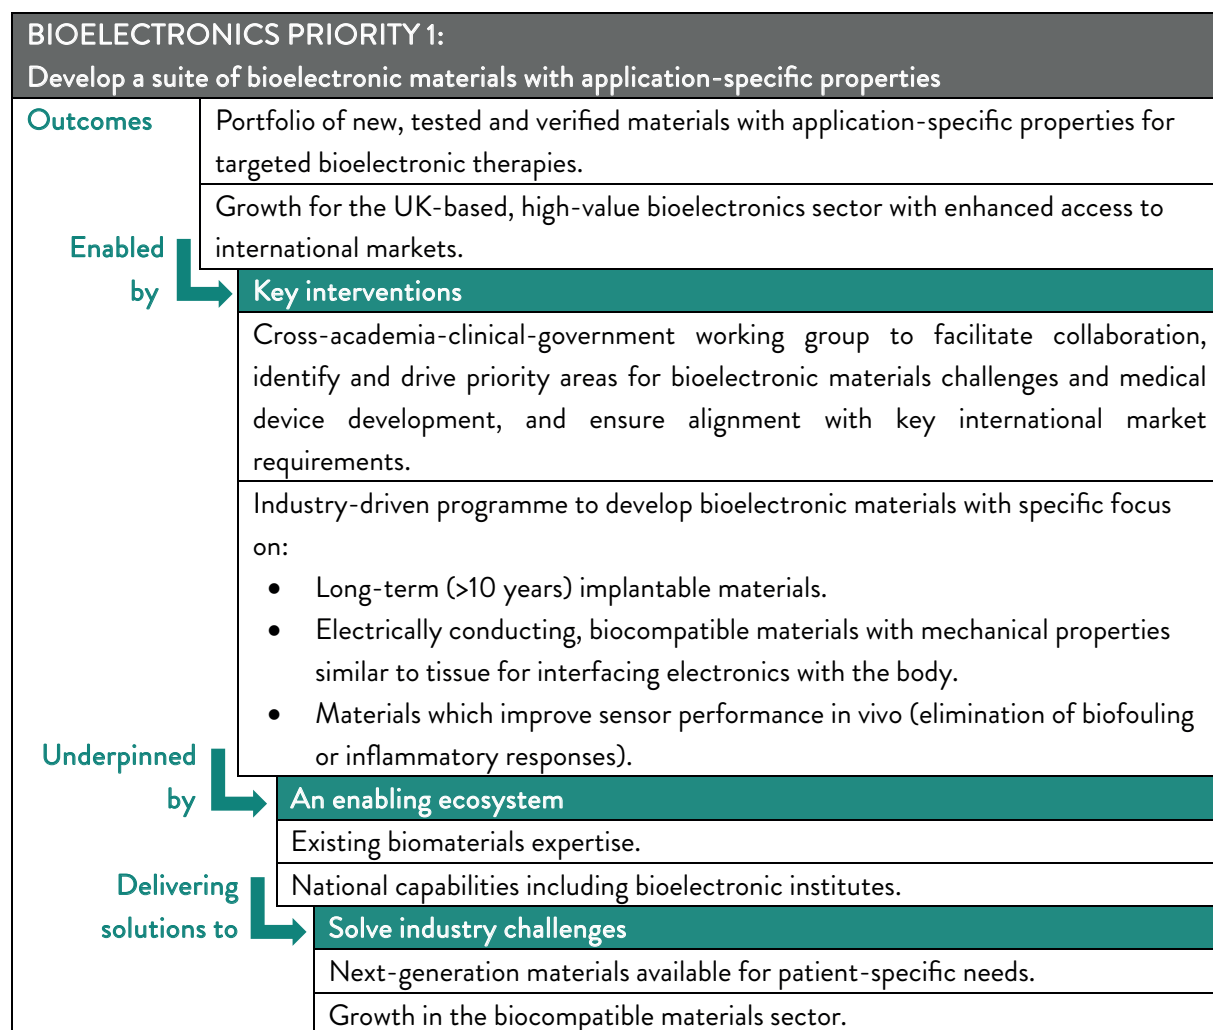 BIOELECTRONICS PRIORITY 1:
Develop a suite of bioelectronic materials with application-specific properties
Outcomes
Portfolio of new, tested and verified materials with application-specific properties for
targeted bioelectronic therapies.
Growth for the UK-based, high-value bioelectronics sector with enhanced access to
international markets.
Enabled
by
Key interventions
Cross-academia-clinical-government working group to facilitate collaboration,
identify and drive priority areas for bioelectronic materials challenges and medical
device development, and ensure alignment with key international market
requirements.
Industry-driven programme to develop bioelectronic materials with specific focus
on:
• Long-term (>10 years) implantable materials.
• Electrically conducting, biocompatible materials with mechanical properties
similar to tissue for interfacing electronics with the body.
• Materials which improve sensor performance in vivo (elimination of biofouling
or inflammatory responses).
Underpinned
by
An enabling ecosystem
Existing biomaterials expertise.
National capabilities including bioelectronic institutes.
Delivering
solutions to
Solve industry challenges
Next-generation materials available for patient-specific needs.
Growth in the biocompatible materials sector.